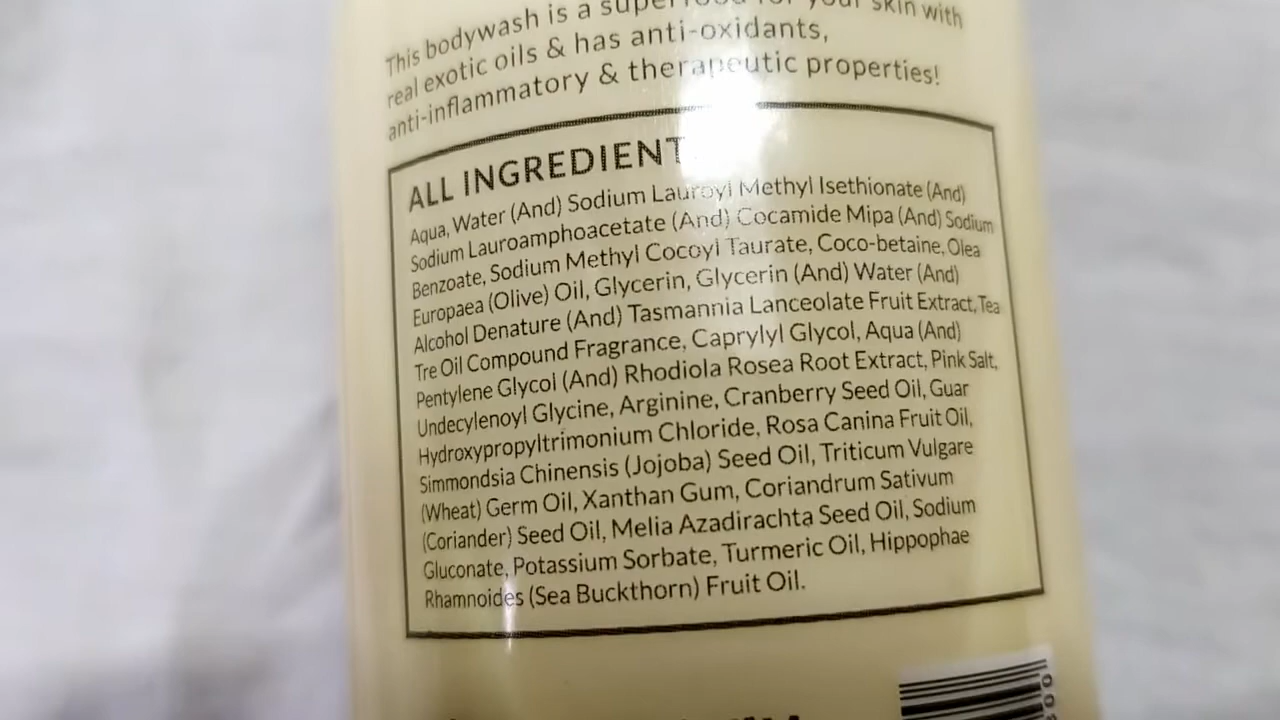 This bodywash is a superfood for your skin with
real exotic oils & has anti-oxidants,
anti-inflammatory & therapeutic properties!
ALL INGREDIENT
Aqua, Water (And) Sodium Lauroyl Methyl Isethionate (And)
Sodium Lauroamphoacetate (And) Cocamide Mipa (And) Sodium
Benzoate, Sodium Methyl Cocoyl Taurate, Coco-betaine, Olea
Europaea (Olive) Oil, Glycerin, Glycerin (And) Water (And)
Alcohol Denature (And) Tasmannia Lanceolate Fruit Extract, Tea
Tre Oil Compound Fragrance, Caprylyl Glycol, Aqua (And)
Pentylene Glycol (And) Rhodiola Rosea Root Extract, Pink Salt,
Undecylenoyl Glycine, Arginine, Cranberry Seed Oil, Guar
Hydroxypropyltrimonium Chloride, Rosa Canina Fruit Oil,
Simmondsia Chinensis (Jojoba) Seed Oil, Triticum Vulgare
(Wheat) Germ Oil, Xanthan Gum, Coriandrum Sativum
(Coriander) Seed Oil, Melia Azadirachta Seed Oil, Sodium
Gluconate, Potassium Sorbate, Turmeric Oil, Hippophae
Rhamnoides (Sea Buckthorn) Fruit Oil.